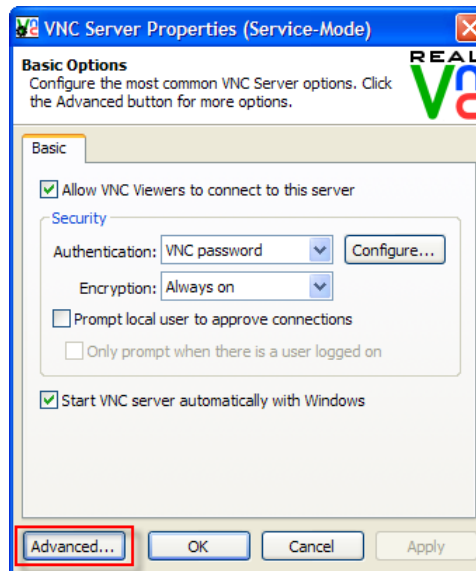 VNC Server Properties (Service-Mode)
REAL
Basic Options
Configure the most common VNC Server options. Click
the Advanced button for more options.
Basic
Allow VNC Viewers to connect to this server
Security
Authentication: VNC password Configure...
Encryption: Always on
Prompt local user to approve connections
Only prompt when there is a user logged on
Start VNC server automatically with Windows
Advanced... OK Cancel Apply